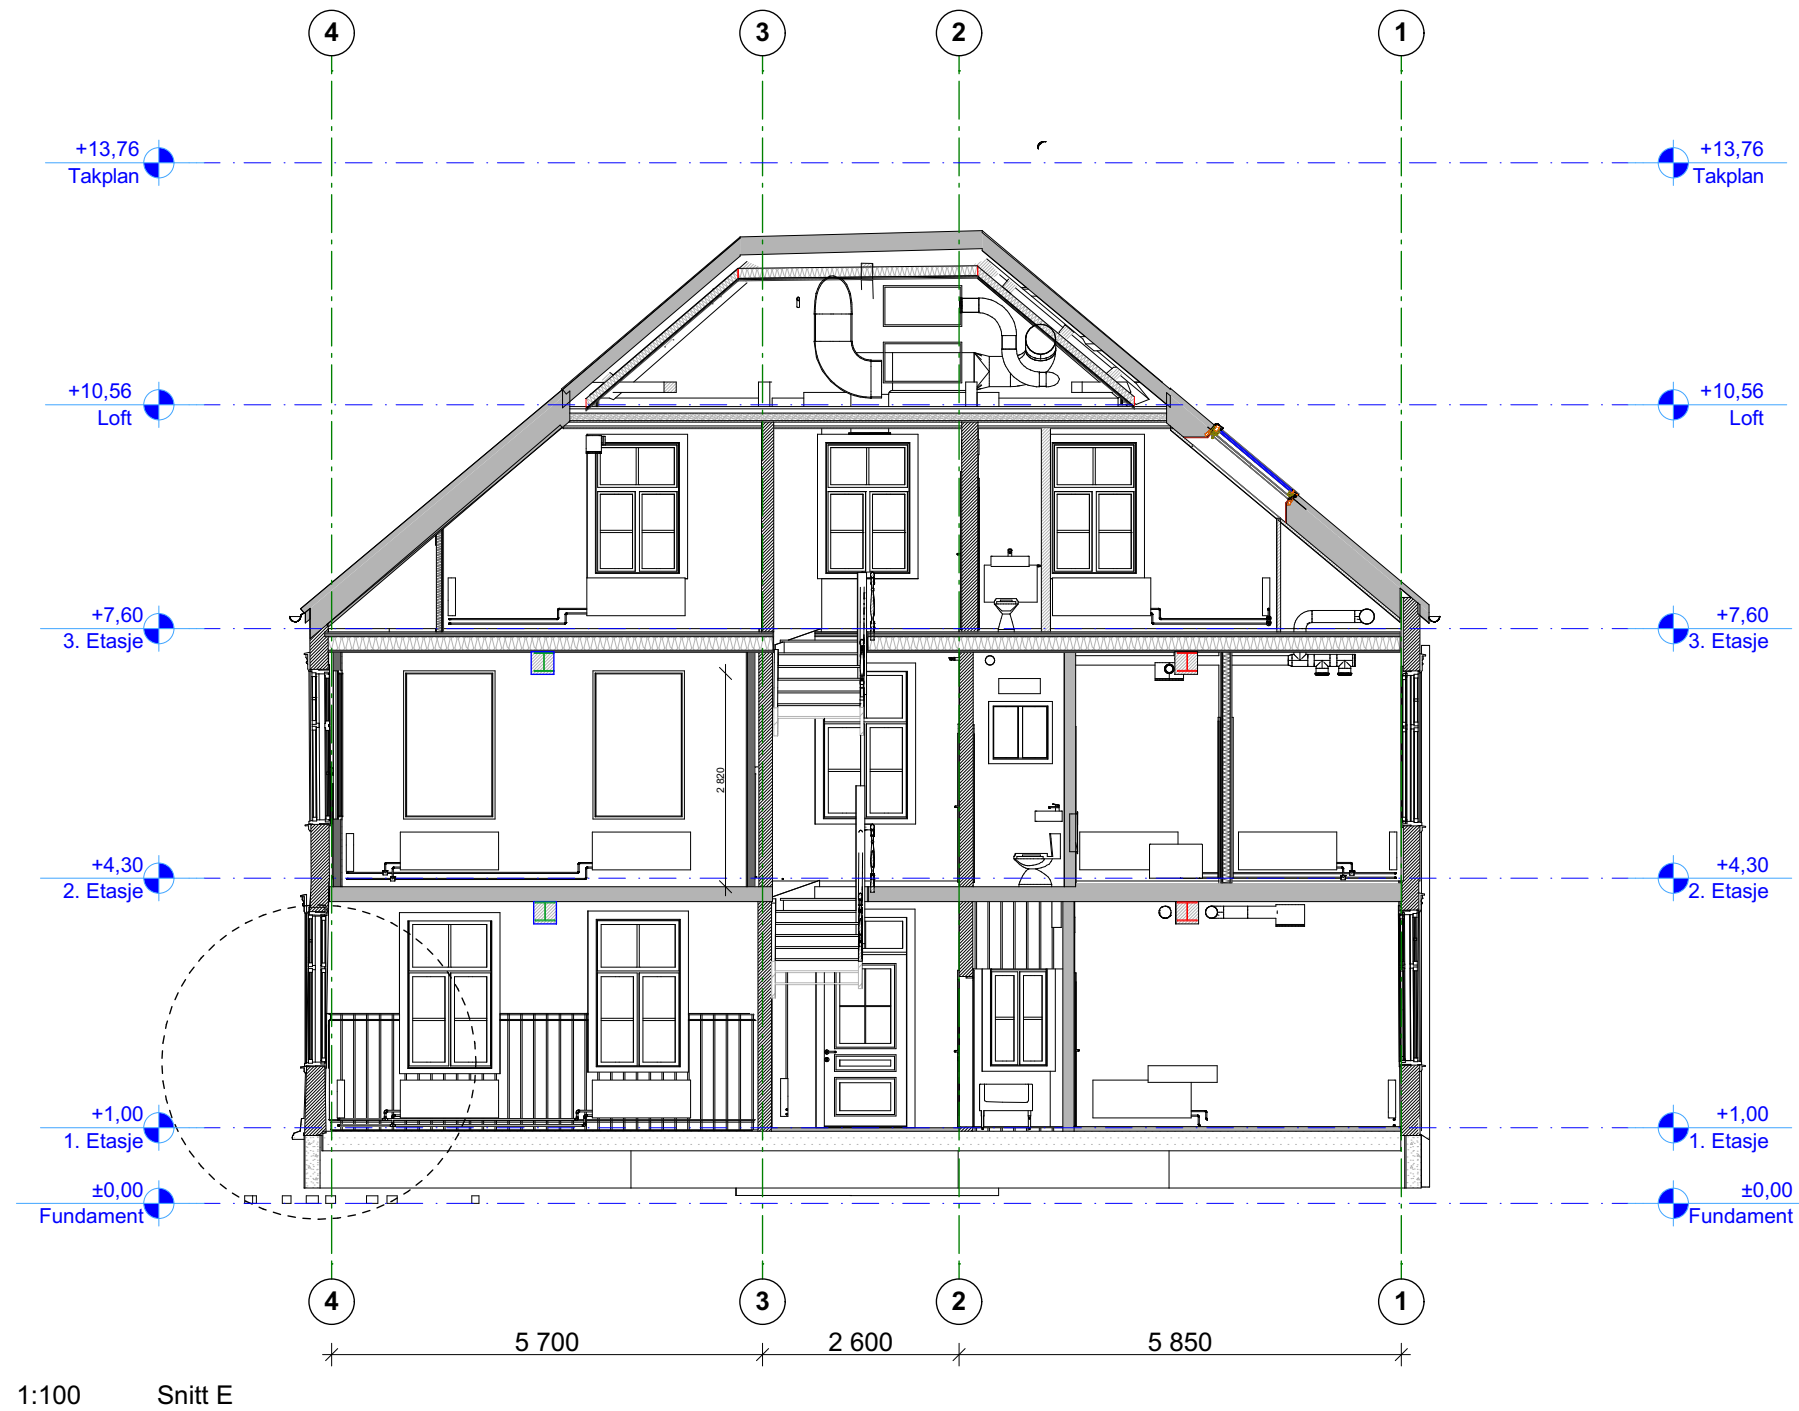 4 3 2 1
+13,76 +13,76
Takplan Takplan
+10,56 +10,56
Loft Loft
+7,60 +7,60
3. Etasje 3. Etasje
2 820
+4,30 +4,30
2. Etasje 2. Etasje
+1,00 +1,00
1. Etasje 1. Etasje
±0,00 ±0,00
Fundament Fundament
4 3 2 1
5 700 2 600 5 850
1:100 Snitt E